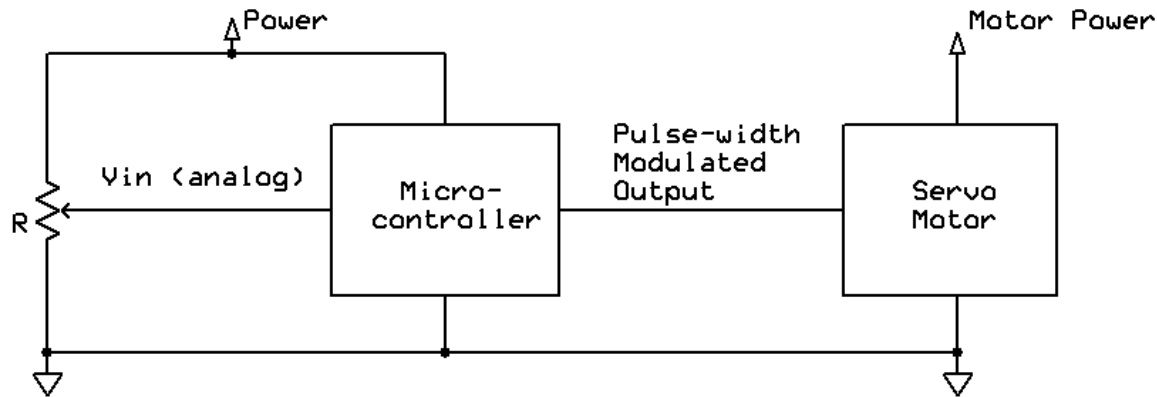 Power
Motor Power
Pulse-width
Modulated
Output
Vin (analog)
R
Micro-
controller
Servo
Motor